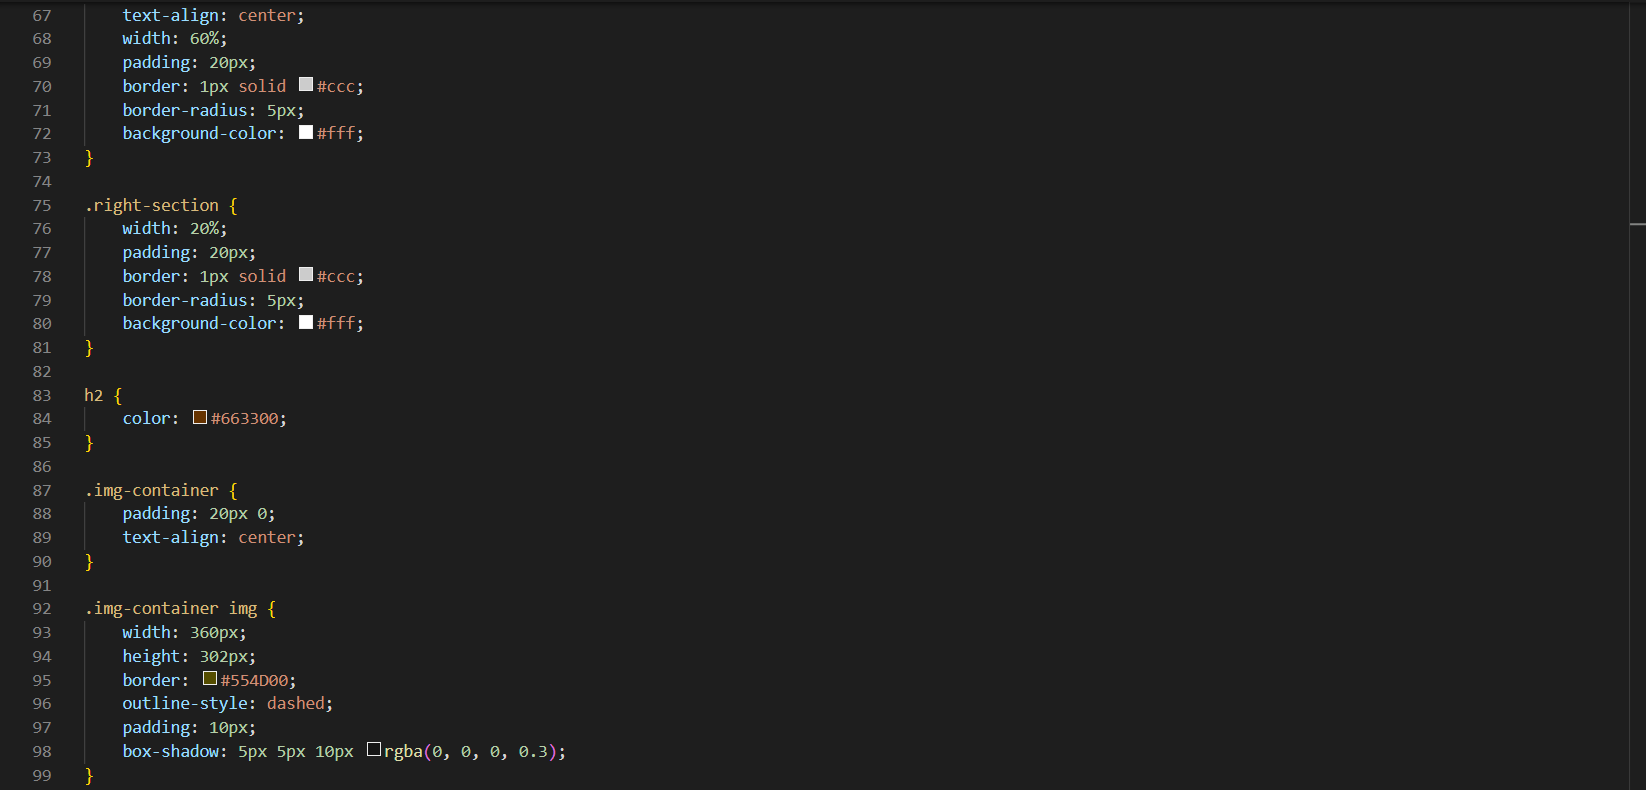 67 text-align: center;
68 width: 60%;
69 padding: 20px;
70 border: 1px solid #ccc;
71 border-radius: 5px;
72 background-color: #fff;
73 }
74
75 .right-section {
76 width: 20%;
77 padding: 20px;
78 border: 1px solid #ccc;
79 border-radius: 5px;
80 background-color: #fff;
81 }
82
83 h2 {
84 color: #663300;
85 }
86
87 .img-container {
88 padding: 20px 0;
89 text-align: center;
90 }
91
92 .img-container img {
93 width: 360px;
94 height: 302px;
95 border: #554D00;
96 outline-style: dashed;
97 padding: 10px;
98 box-shadow: 5px 5px 10px rgba(0, 0, 0, 0.3);
99 }